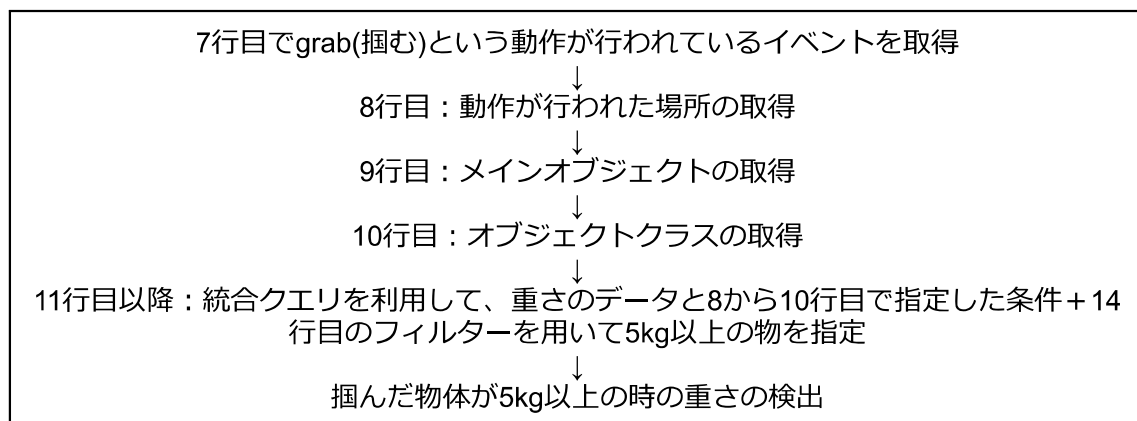 7行目でgrab(掴む)という動作が行われているイベントを取得
↓
8行目：動作が行われた場所の取得
↓
9行目：メインオブジェクトの取得
↓
10行目：オブジェクトクラスの取得
↓
11行目以降：統合クエリを利用して、重さのデータと8から10行目で指定した条件＋14
行目のフィルターを用いて5kg以上の物を指定
↓
掴んだ物体が5kg以上の時の重さの検出